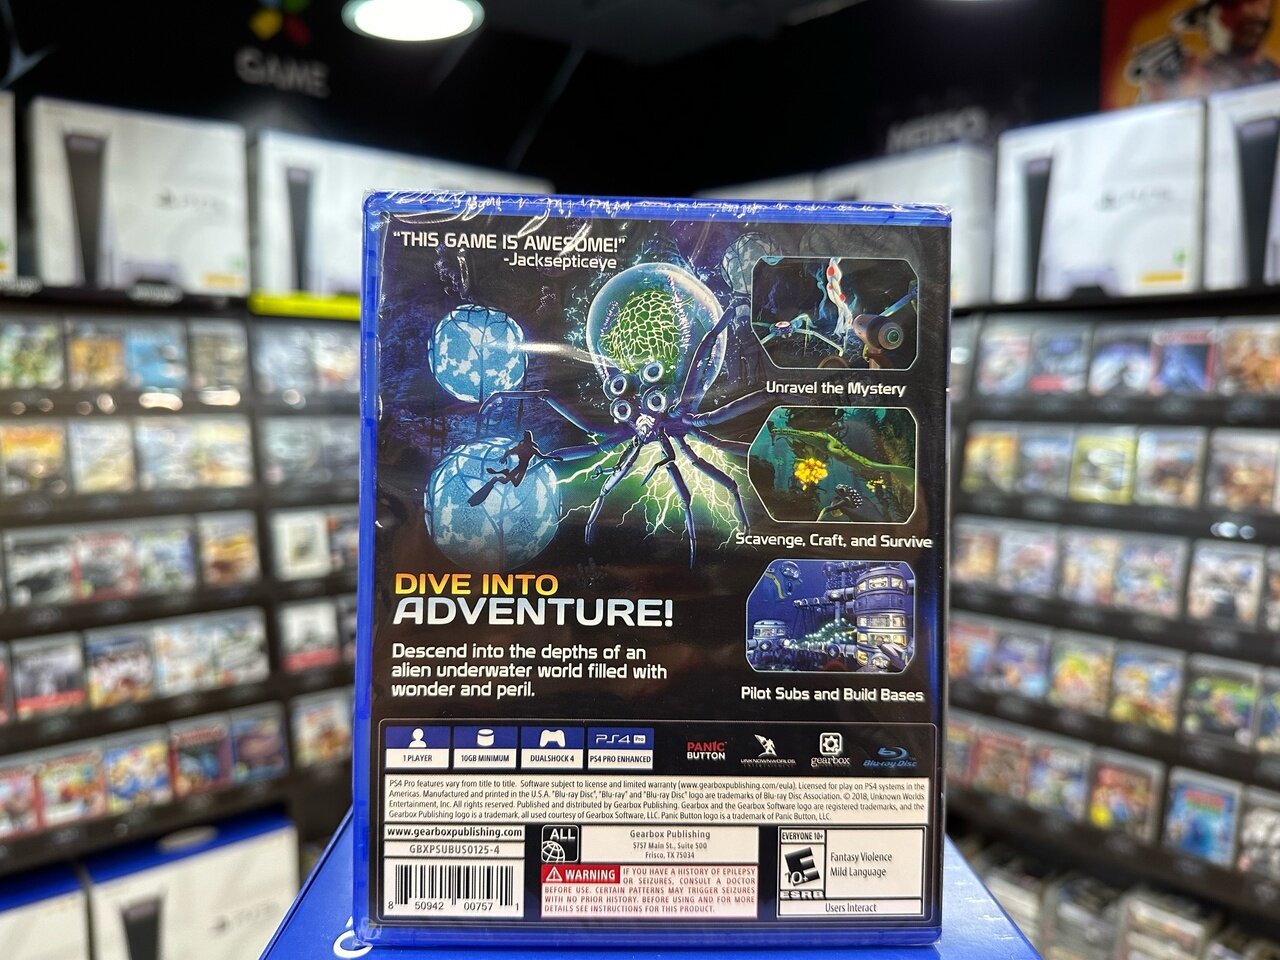 GAME
"THIS GAME IS AWESOME!"
-Jacksepticeye
Unravel the Mystery
Scavenge, Craft, and Survive
DIVE INTO
ADVENTURE!
Descend into the depths of an
alien underwater world filled with
wonder and peril.
Pilot Subs and Build Bases
1 PLAYER
10GB MINIMUM
DUALSHOCK 4
PS4 Pro
PS4 PRO ENHANCED
PANIC
BUTTON
UNKNOWN WORLDS
ENTERTAINMENT
gearbox
Blu-ray Disc
PS4 Pro features vary from title to title. Software subject to license and limited warranty (www.gearboxpublishing.com/eula). Licensed for play on PS4 systems in the
Americas. Manufactured and printed in the U.S.A. "Blu-ray Disc", "Blu-ray" and "Blu-ray Disc" logo are trademarks of Blu-ray Disc Association. © 2018, Unknown Worlds
Entertainment, Inc. All rights reserved. Published and distributed by Gearbox Publishing. Gearbox and the Gearbox Software logo are registered trademarks, and the
Gearbox Publishing logo is a trademark, all used courtesy of Gearbox Software, LLC. Panic Button logo is a trademark of Panic Button, LLC.
www.gearboxpublishing.com
GBXPSUBUS0125-4
8 50942 00757 1
ALL
Gearbox Publishing
5757 Main St., Suite 500
Frisco, TX 75034
WARNING IF YOU HAVE A HISTORY OF EPILEPSY
OR SEIZURES, CONSULT A DOCTOR
BEFORE USE. CERTAIN PATTERNS MAY TRIGGER SEIZURES
WITH NO PRIOR HISTORY. BEFORE USING AND FOR MORE
DETAILS SEE INSTRUCTIONS FOR THIS PRODUCT.
EVERYONE 10+
E
10+
ESRB
Fantasy Violence
Mild Language
Users Interact